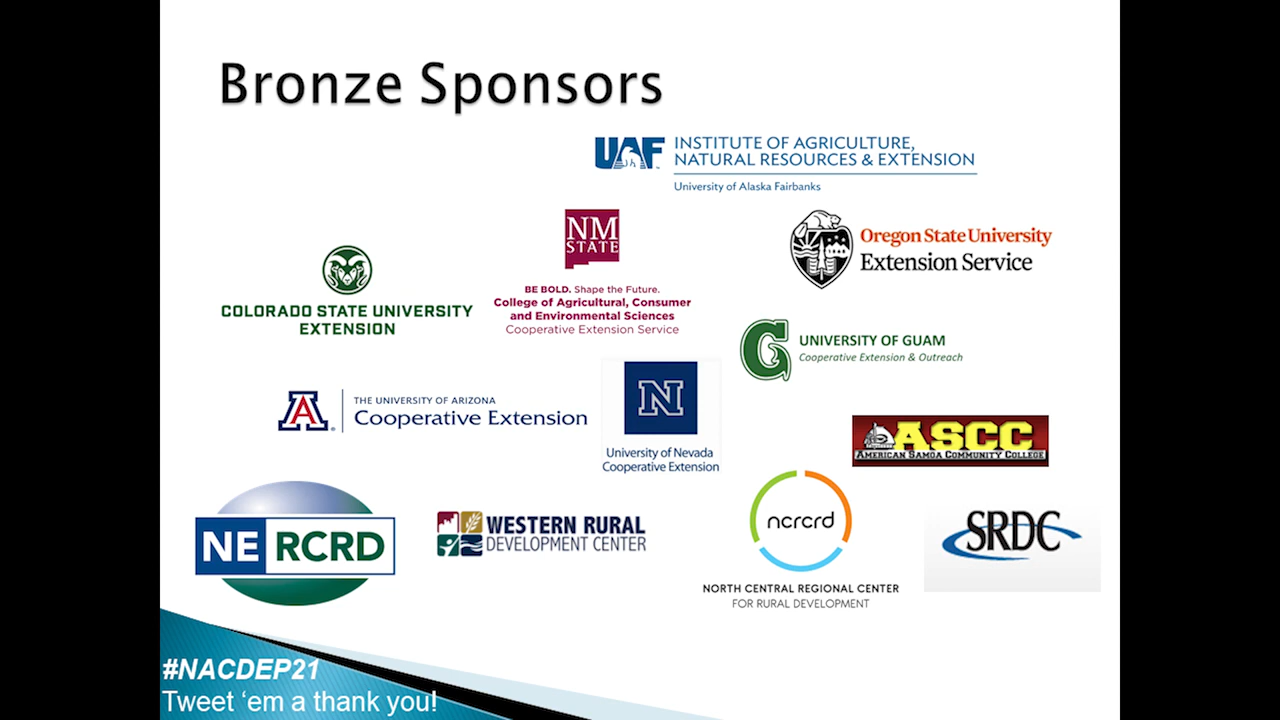 Bronze Sponsors
UAF
INSTITUTE OF AGRICULTURE,
NATURAL RESOURCES & EXTENSION
University of Alaska Fairbanks
NM
STATE
BE BOLD. Shape the Future.
College of Agricultural, Consumer
and Environmental Sciences
Cooperative Extension Service
Oregon State University
Extension Service
COLORADO STATE UNIVERSITY
EXTENSION
G
UNIVERSITY OF GUAM
Cooperative Extension & Outreach
A
THE UNIVERSITY OF ARIZONA
Cooperative Extension
N
University of Nevada
Cooperative Extension
ASCC
AMERICAN SAMOA COMMUNITY COLLEGE
NE RCRD
WESTERN RURAL
DEVELOPMENT CENTER
ncrcrd
NORTH CENTRAL REGIONAL CENTER
FOR RURAL DEVELOPMENT
SRDC
#NACDEP21
Tweet ‘em a thank you!